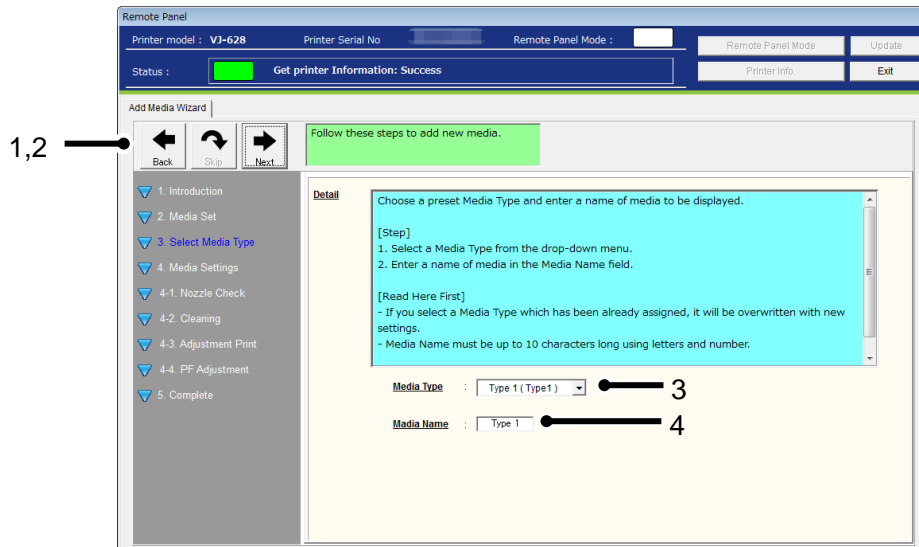 Remote Panel
Printer model : VJ-628 Printer Serial No Remote Panel Mode : Remote Panel Mode Update
Status : Get printer Information: Success Printer Info. Exit
Add Media Wizard
1,2
Back Skip Next
Follow these steps to add new media.
1. Introduction
2. Media Set
3. Select Media Type
4. Media Settings
4-1. Nozzle Check
4-2. Cleaning
4-3. Adjustment Print
4-4. PF Adjustment
5. Complete
Detail
Choose a preset Media Type and enter a name of media to be displayed.
[Step]
1. Select a Media Type from the drop-down menu.
2. Enter a name of media in the Media Name field.
[Read Here First]
- If you select a Media Type which has been already assigned, it will be overwritten with new
settings.
- Media Name must be up to 10 characters long using letters and number.
Media Type : Type 1 ( Type1 ) 3
Madia Name : Type 1 4